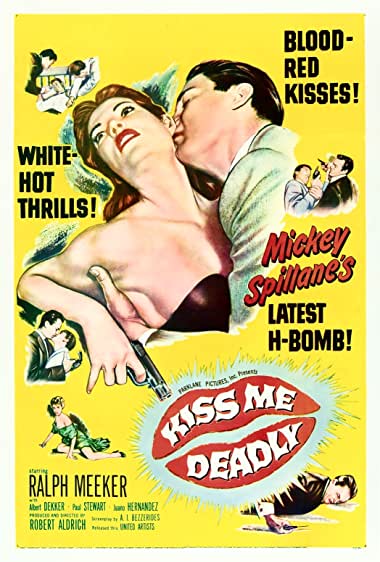 BLOOD-
RED
KISSES!
WHITE-
HOT
THRILLS!
Mickey
Spillane's
LATEST
H-BOMB!
PARKLANE PICTURES, Inc. Presents
KISS ME
DEADLY
starring
RALPH MEEKER
with
Albert DEKKER • Paul STEWART • Juano HERNANDEZ
PRODUCED AND DIRECTED BY
ROBERT ALDRICH
Screenplay by A. I. BEZZERIDES
Released thru UNITED ARTISTS